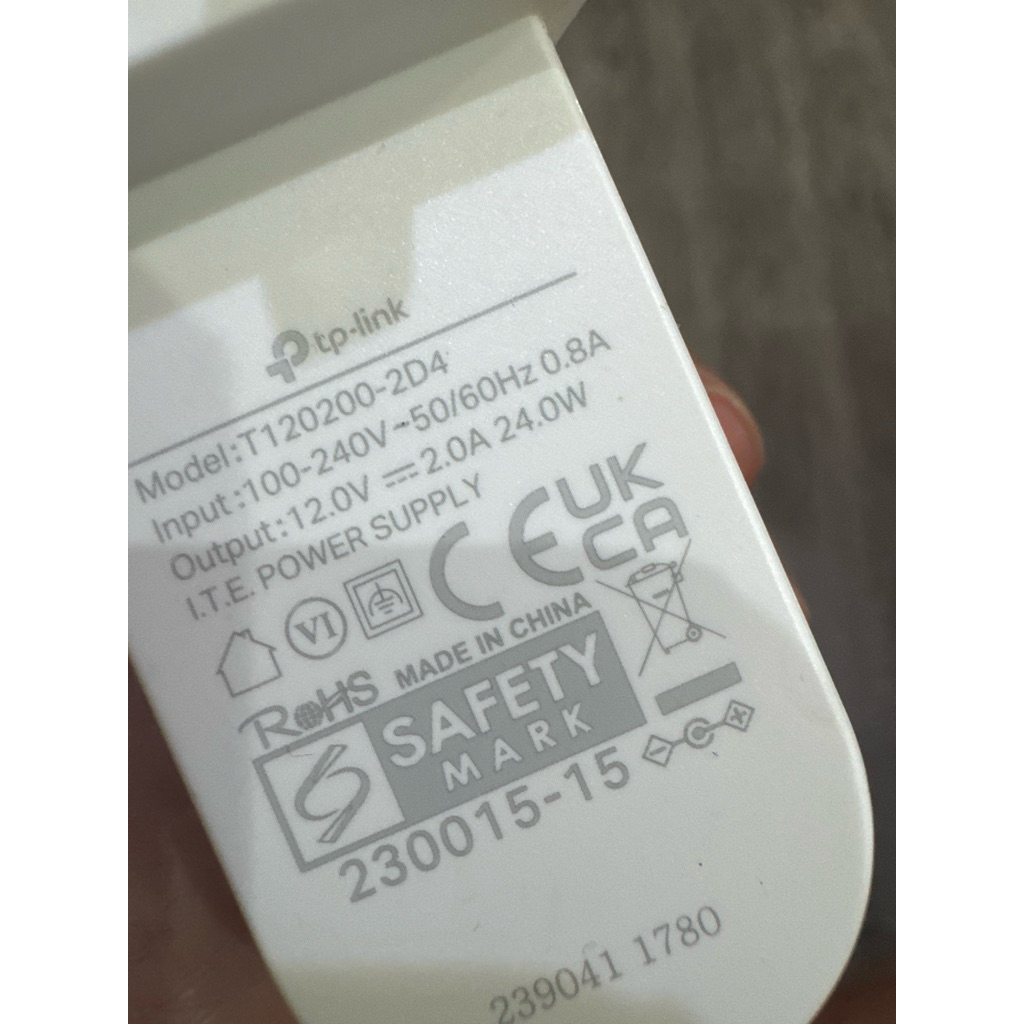 tp-link
Model:T120200-2D4
Input:100-240V~50/60Hz 0.8A
Output:12.0V ⎓ 2.0A 24.0W
I.T.E. POWER SUPPLY
VI CE UK CA
RoHS MADE IN CHINA
SAFETY
MARK
230015-15
239041 1780